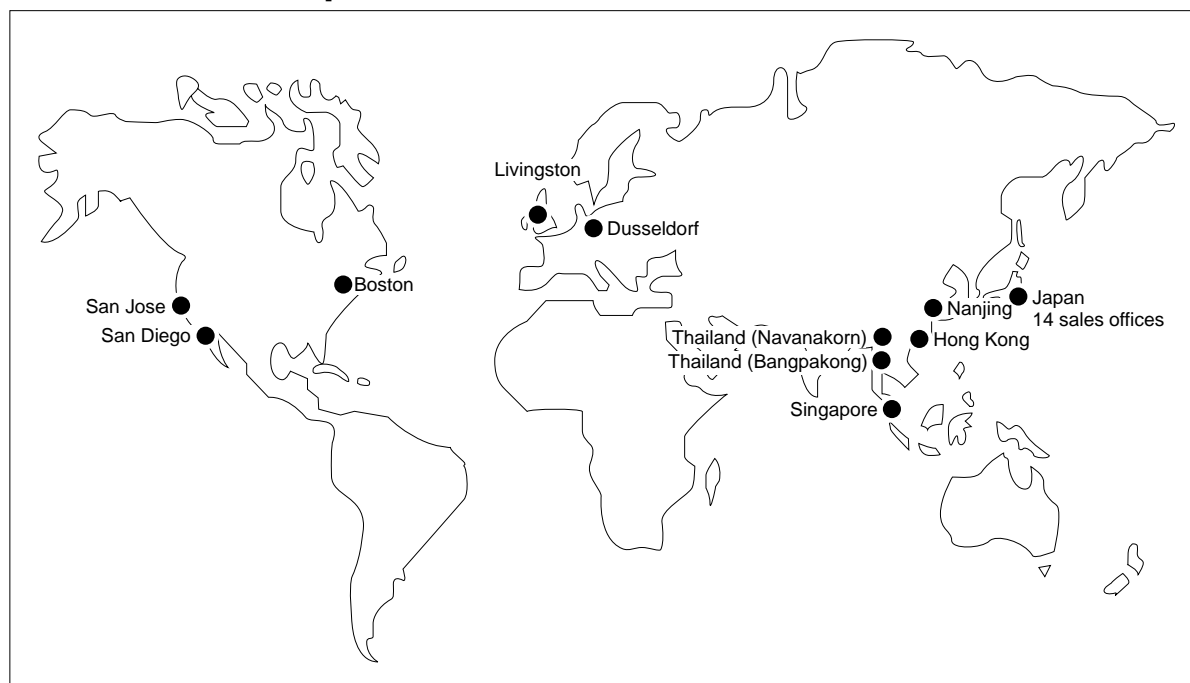 Livingston
Dusseldorf
Boston
San Jose
San Diego
Nanjing
Japan
14 sales offices
Thailand (Navanakorn)
Hong Kong
Thailand (Bangpakong)
Singapore